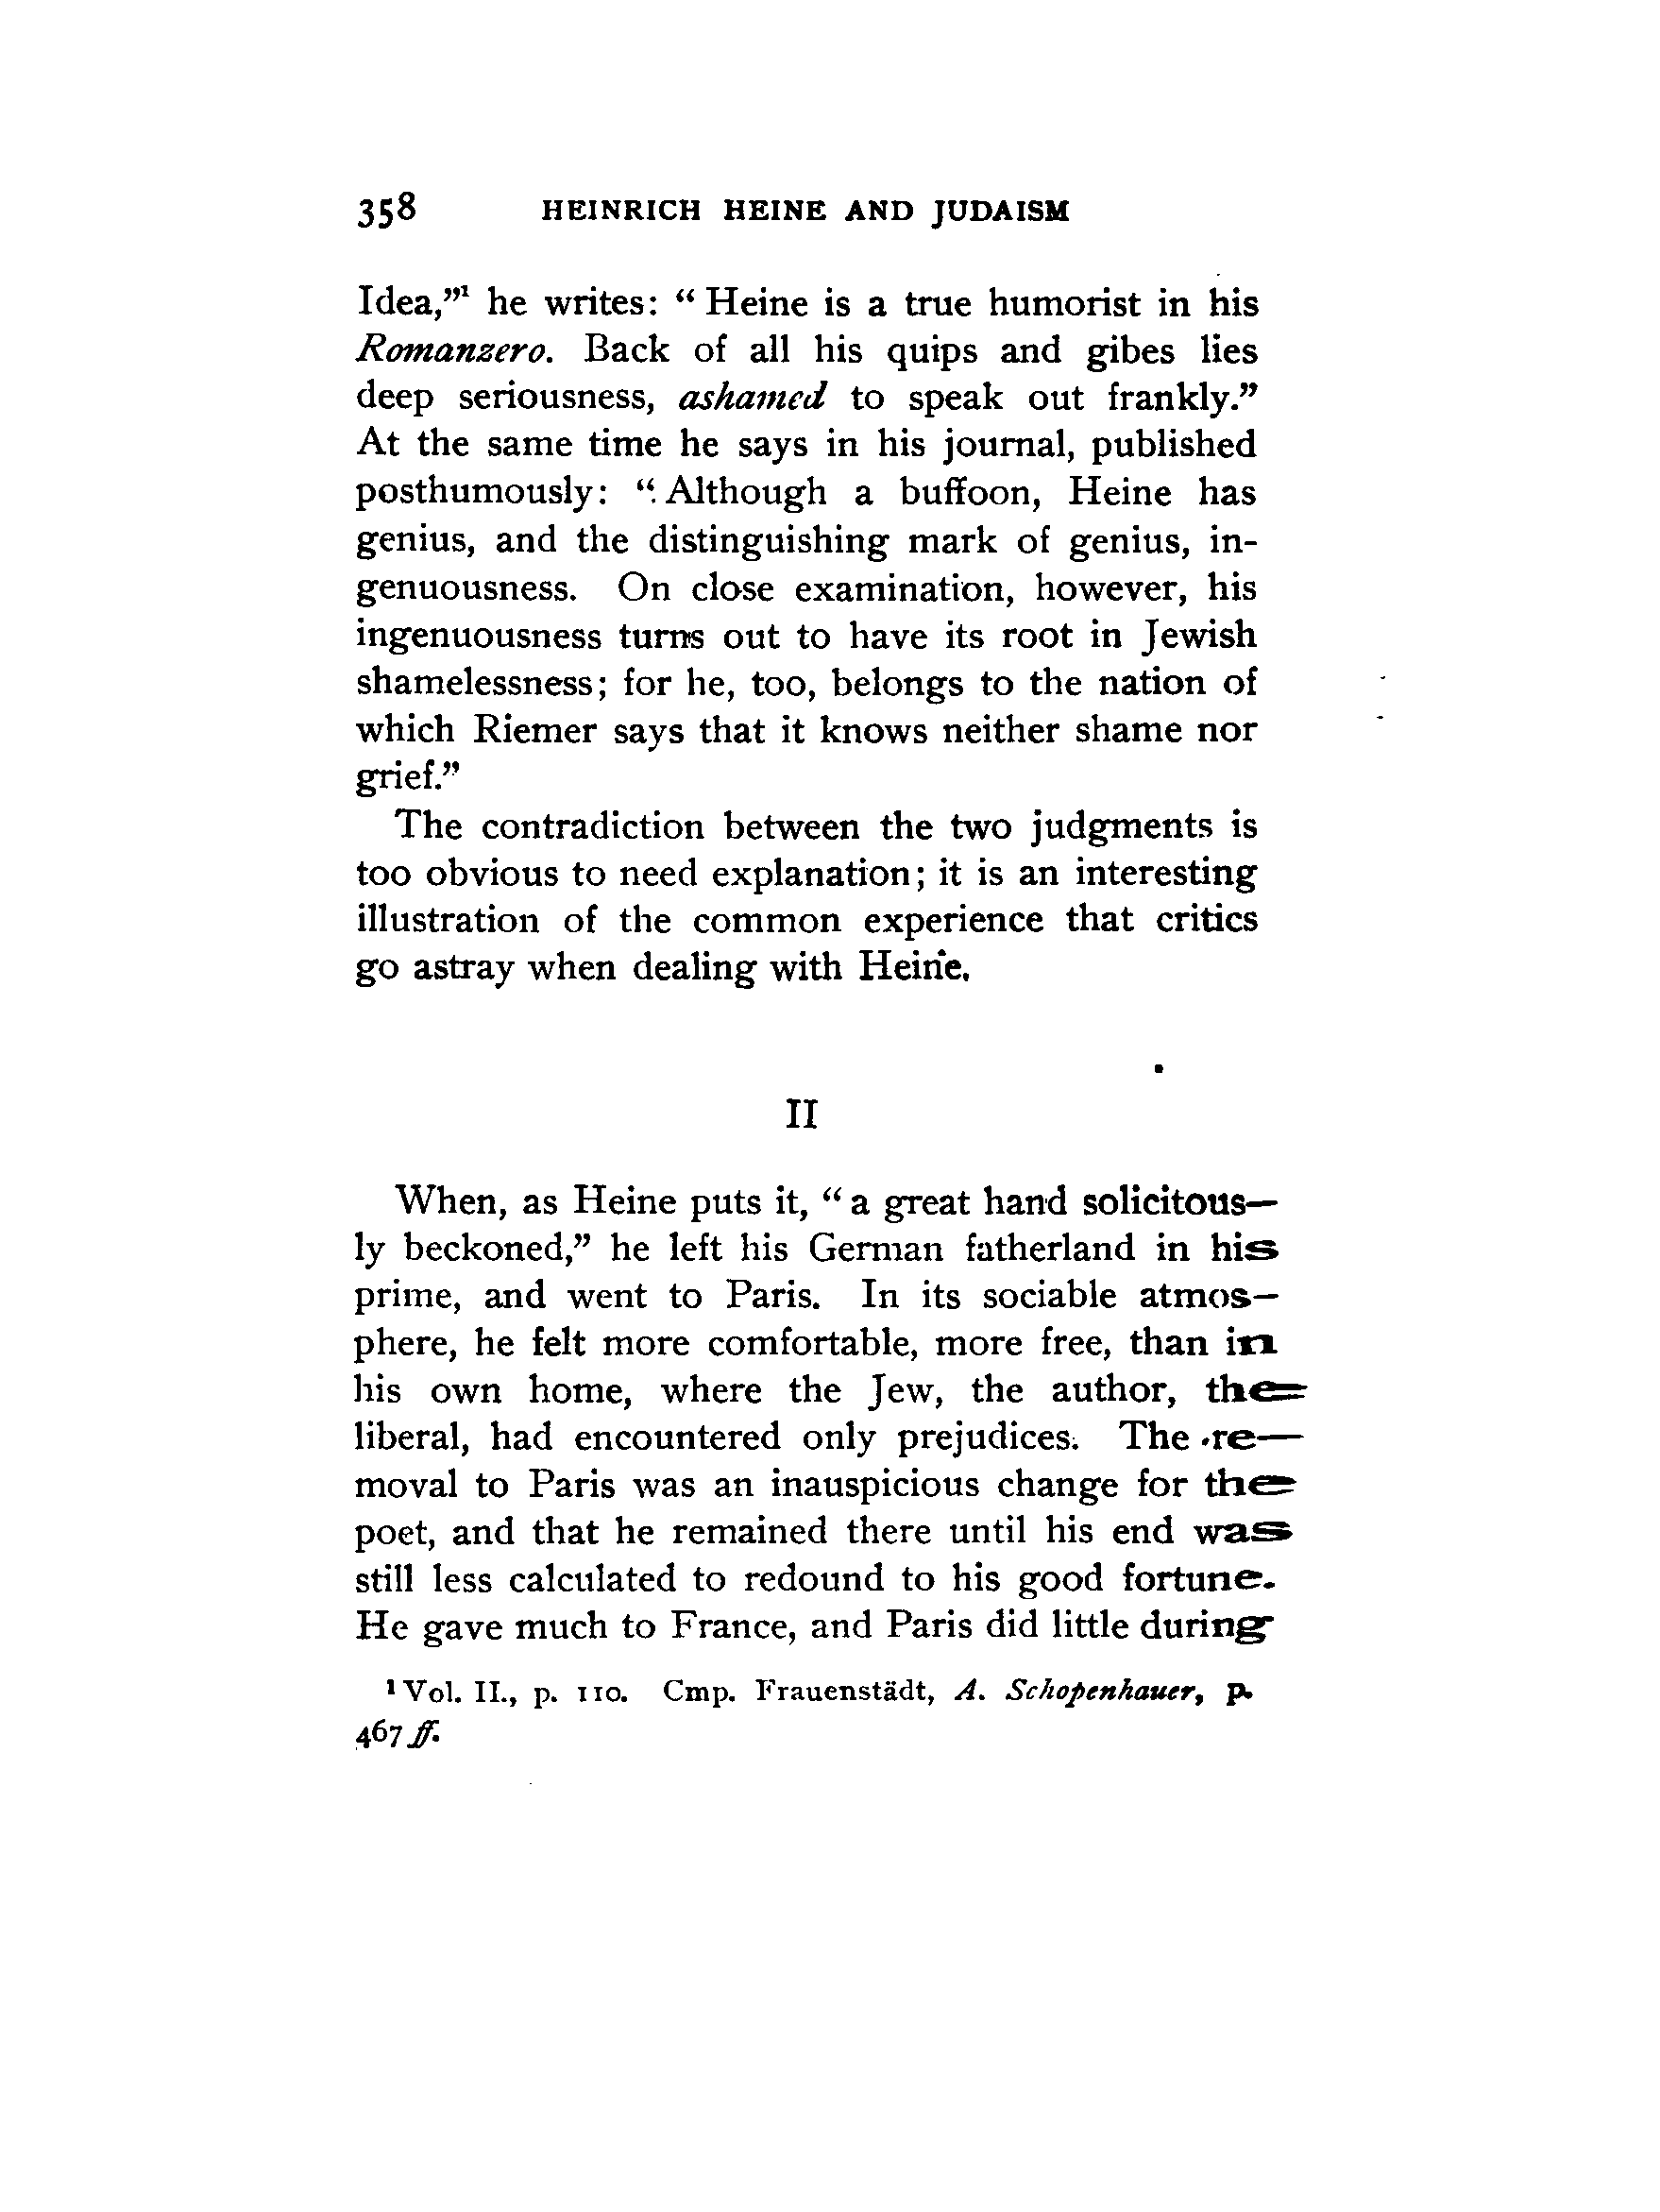 358 HEINRICH HEINE AND JUDAISM
Idea,”¹ he writes: “ Heine is a true humorist in his
Romanzero. Back of all his quips and gibes lies
deep seriousness, ashamed to speak out frankly.”
At the same time he says in his journal, published
posthumously: “ Although a buffoon, Heine has
genius, and the distinguishing mark of genius, in-
genuousness. On close examination, however, his
ingenuousness turns out to have its root in Jewish
shamelessness; for he, too, belongs to the nation of
which Riemer says that it knows neither shame nor
grief.”
The contradiction between the two judgments is
too obvious to need explanation; it is an interesting
illustration of the common experience that critics
go astray when dealing with Heine.
II
When, as Heine puts it, “ a great hand solicitous-
ly beckoned,” he left his German fatherland in his
prime, and went to Paris. In its sociable atmos-
phere, he felt more comfortable, more free, than in
his own home, where the Jew, the author, the
liberal, had encountered only prejudices. The re-
moval to Paris was an inauspicious change for the
poet, and that he remained there until his end was
still less calculated to redound to his good fortune.
He gave much to France, and Paris did little during
¹ Vol. II., p. 110. Cmp. Frauenstädt, A. Schopenhauer, p.
467 ff.